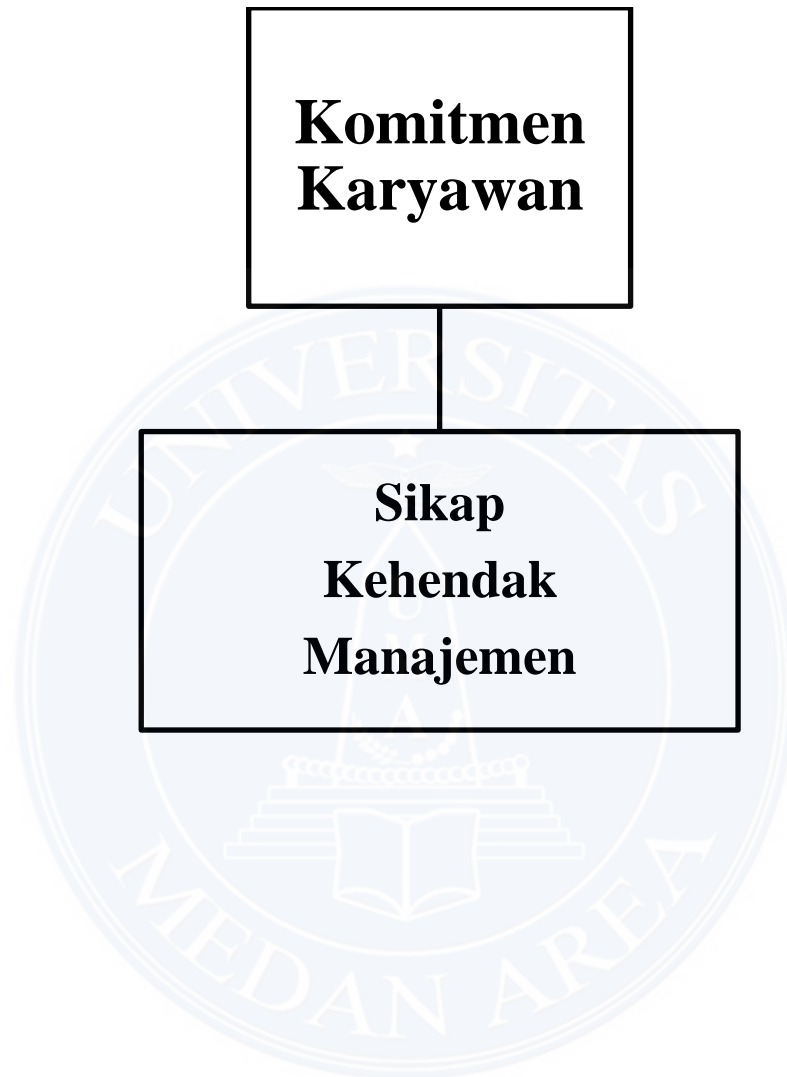 Komitmen
Karyawan
Sikap
Kehendak
Manajemen
UNIVERSITAS
U
M
A
MEDAN AREA